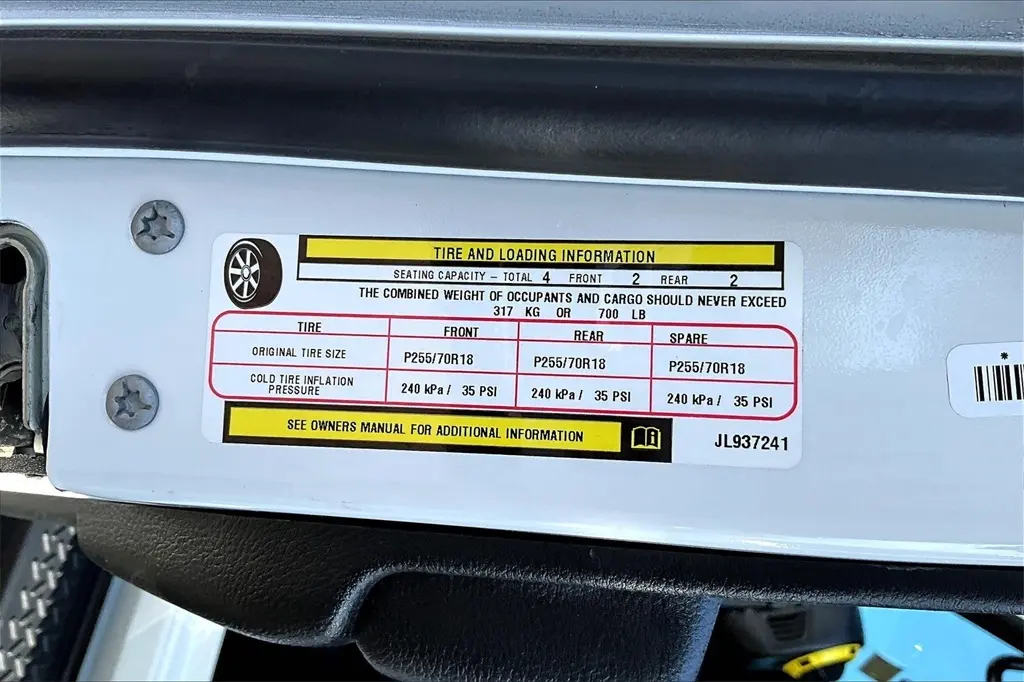 TIRE AND LOADING INFORMATION
SEATING CAPACITY – TOTAL 4 FRONT 2 REAR 2
THE COMBINED WEIGHT OF OCCUPANTS AND CARGO SHOULD NEVER EXCEED
317 KG OR 700 LB
TIRE FRONT REAR SPARE
ORIGINAL TIRE SIZE P255/70R18 P255/70R18 P255/70R18
COLD TIRE INFLATION
PRESSURE 240 kPa / 35 PSI 240 kPa / 35 PSI 240 kPa / 35 PSI
SEE OWNERS MANUAL FOR ADDITIONAL INFORMATION
JL937241
*